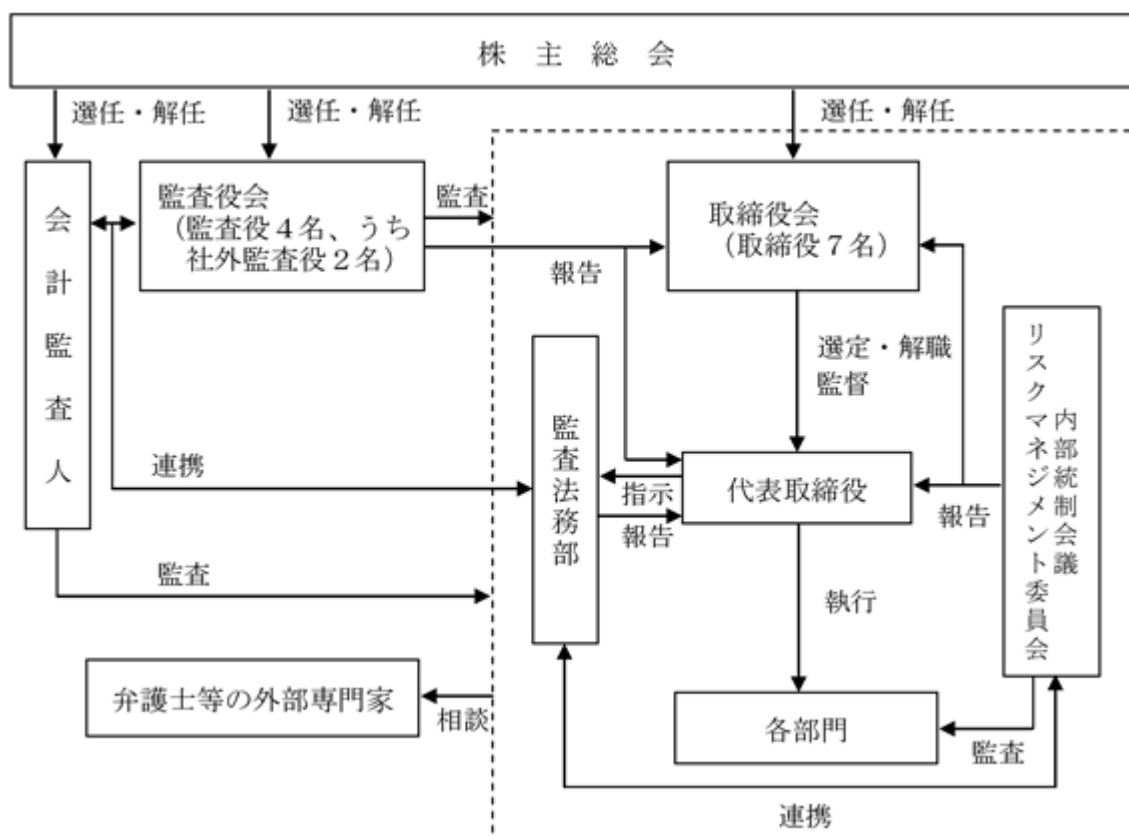 株主総会
選任・解任
選任・解任
選任・解任
会計監査人
監査役会
（監査役４名、うち
社外監査役２名）
監査
報告
取締役会
（取締役７名）
選定・解職
監督
内部統制会議
リスクマネジメント委員会
監査法務部
連携
指示
報告
代表取締役
報告
監査
執行
弁護士等の外部専門家
相談
各部門
監査
連携